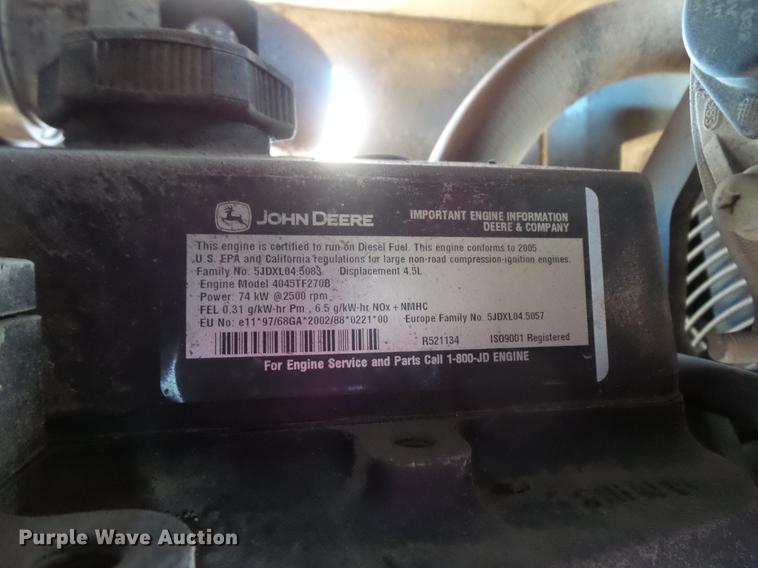 JOHN DEERE
IMPORTANT ENGINE INFORMATION
DEERE & COMPANY
This engine is certified to run on Diesel Fuel. This engine conforms to 2005
U.S. EPA and California regulations for large non-road compression-ignition engines.
Family No. 5JDXL04.5083 Displacement 4.5L
Engine Model 4045TF270B
Power: 74 kW @2500 rpm
FEL 0.31 g/kW-hr Pm , 6.5 g/kW-hr NOx + NMHC
EU No: e11*97/68GA*2002/88*0221*00 Europe Family No. 5JDXL04.5057
R521134 ISO9001 Registered
For Engine Service and Parts Call 1-800-JD ENGINE
Purple Wave Auction